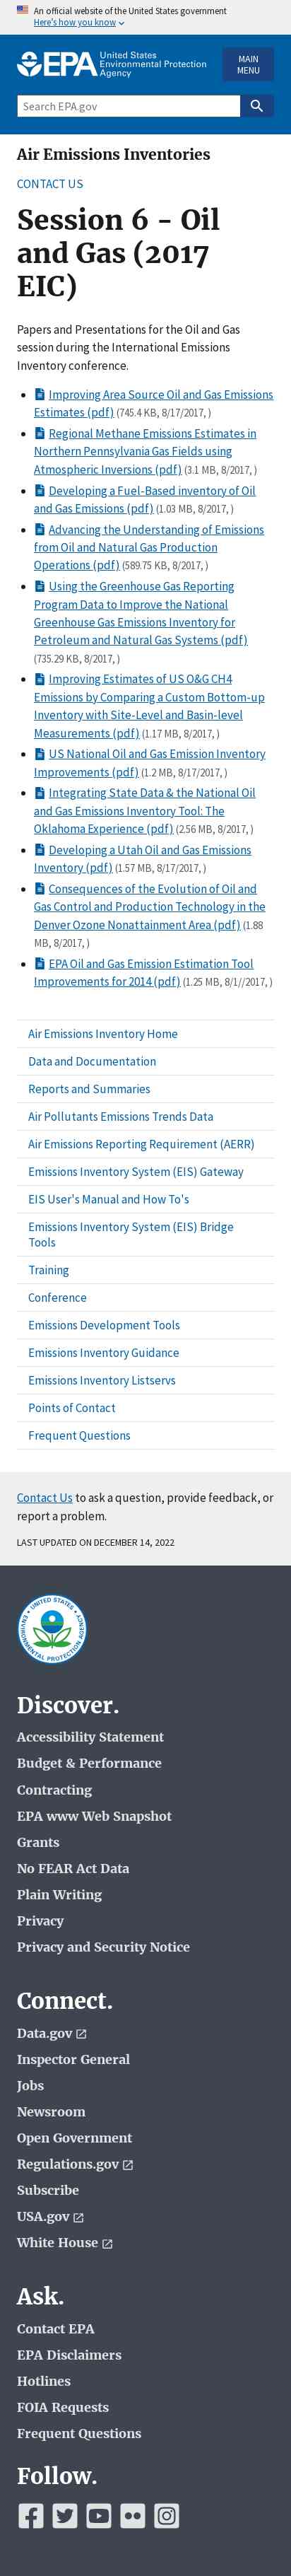 An official website of the United States government
Here's how you know
EPA United States
Environmental Protection
Agency
MAIN
MENU
Search EPA.gov
Air Emissions Inventories
CONTACT US
Session 6 - Oil
and Gas (2017
EIC)
Papers and Presentations for the Oil and Gas
session during the International Emissions
Inventory conference.
Improving Area Source Oil and Gas Emissions
Estimates (pdf) (745.4 KB, 8/17/2017, )
Regional Methane Emissions Estimates in
Northern Pennsylvania Gas Fields using
Atmospheric Inversions (pdf) (3.1 MB, 8/2017, )
Developing a Fuel-Based inventory of Oil
and Gas Emissions (pdf) (1.03 MB, 8/2017, )
Advancing the Understanding of Emissions
from Oil and Natural Gas Production
Operations (pdf) (589.75 KB, 8/2017, )
Using the Greenhouse Gas Reporting
Program Data to Improve the National
Greenhouse Gas Emissions Inventory for
Petroleum and Natural Gas Systems (pdf)
(735.29 KB, 8/2017, )
Improving Estimates of US O&G CH4
Emissions by Comparing a Custom Bottom-up
Inventory with Site-Level and Basin-level
Measurements (pdf) (1.17 MB, 8/2017, )
US National Oil and Gas Emission Inventory
Improvements (pdf) (1.2 MB, 8/17/2017, )
Integrating State Data & the National Oil
and Gas Emissions Inventory Tool: The
Oklahoma Experience (pdf) (2.56 MB, 8/2017, )
Developing a Utah Oil and Gas Emissions
Inventory (pdf) (1.57 MB, 8/17/2017, )
Consequences of the Evolution of Oil and
Gas Control and Production Technology in the
Denver Ozone Nonattainment Area (pdf) (1.88
MB, 8/2017, )
EPA Oil and Gas Emission Estimation Tool
Improvements for 2014 (pdf) (1.25 MB, 8/1//2017, )
Air Emissions Inventory Home
Data and Documentation
Reports and Summaries
Air Pollutants Emissions Trends Data
Air Emissions Reporting Requirement (AERR)
Emissions Inventory System (EIS) Gateway
EIS User's Manual and How To's
Emissions Inventory System (EIS) Bridge
Tools
Training
Conference
Emissions Development Tools
Emissions Inventory Guidance
Emissions Inventory Listservs
Points of Contact
Frequent Questions
Contact Us to ask a question, provide feedback, or
report a problem.
LAST UPDATED ON DECEMBER 14, 2022
UNITED STATES
ENVIRONMENTAL PROTECTION AGENCY
Discover.
Accessibility Statement
Budget & Performance
Contracting
EPA www Web Snapshot
Grants
No FEAR Act Data
Plain Writing
Privacy
Privacy and Security Notice
Connect.
Data.gov
Inspector General
Jobs
Newsroom
Open Government
Regulations.gov
Subscribe
USA.gov
White House
Ask.
Contact EPA
EPA Disclaimers
Hotlines
FOIA Requests
Frequent Questions
Follow.